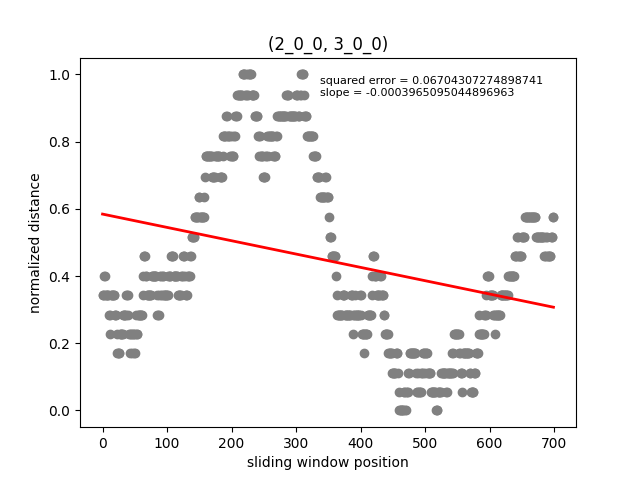 (2_0_0, 3_0_0)
squared error = 0.06704307274898741
slope = -0.0003965095044896963
normalized distance
1.0
0.8
0.6
0.4
0.2
0.0
0 100 200 300 400 500 600 700
sliding window position